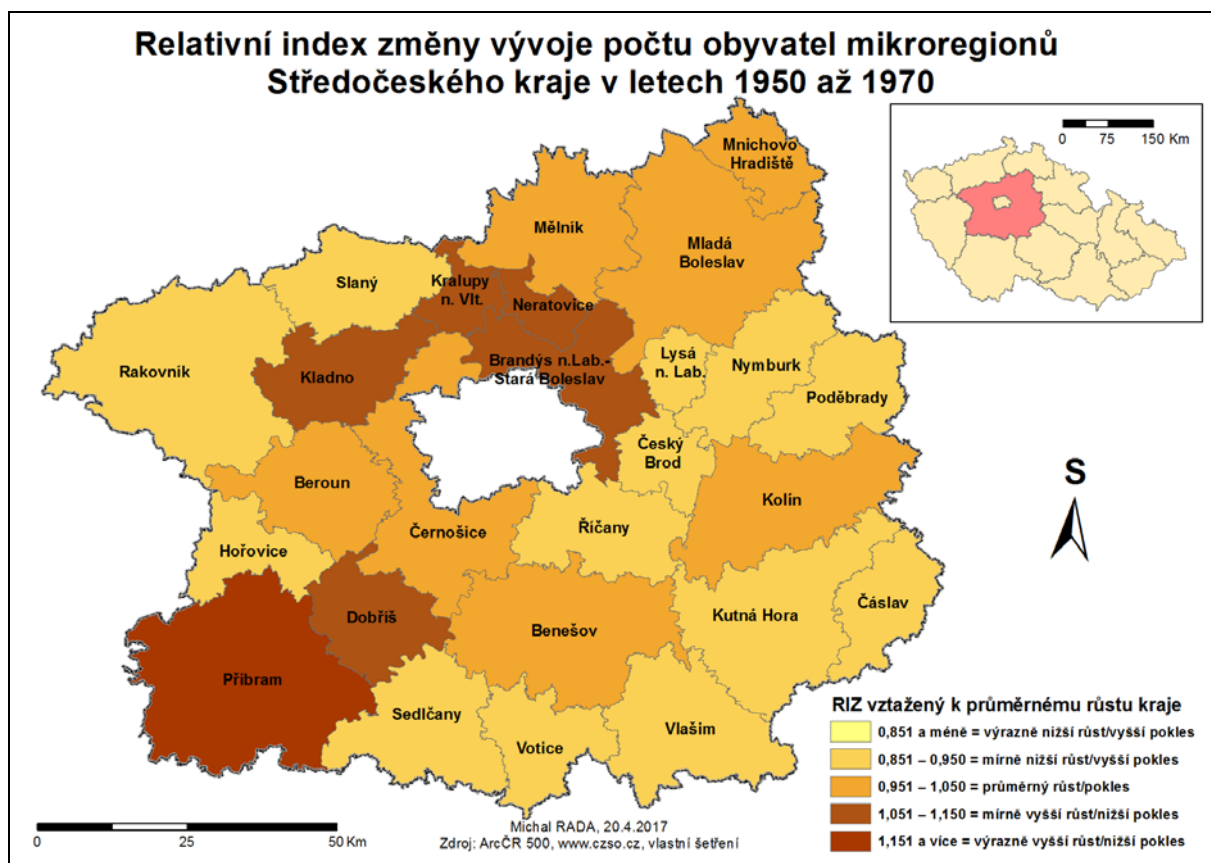 Relativní index změny vývoje počtu obyvatel mikroregionů
Středočeského kraje v letech 1950 až 1970
0 75 150 Km
Mnichovo
Hradiště
Mělník
Mladá
Boleslav
Slaný
Kralupy
n. Vlt.
Neratovice
Rakovník
Kladno
Brandýs n.Lab.-
Stará Boleslav
Lysá
n. Lab.
Nymburk
Poděbrady
Český
Brod
Beroun
Kolín
Černošice
Říčany
S
Hořovice
Dobříš
Benešov
Kutná Hora
Čáslav
Příbram
Sedlčany
Votice
Vlašim
RIZ vztažený k průměrnému růstu kraje
0,851 a méně = výrazně nižší růst/vyšší pokles
0,851 – 0,950 = mírně nižší růst/vyšší pokles
0,951 – 1,050 = průměrný růst/pokles
1,051 – 1,150 = mírně vyšší růst/nižší pokles
1,151 a více = výrazně vyšší růst/nižší pokles
0 25 50 Km
Michal RADA, 20.4.2017
Zdroj: ArcČR 500, www.czso.cz, vlastní šetření